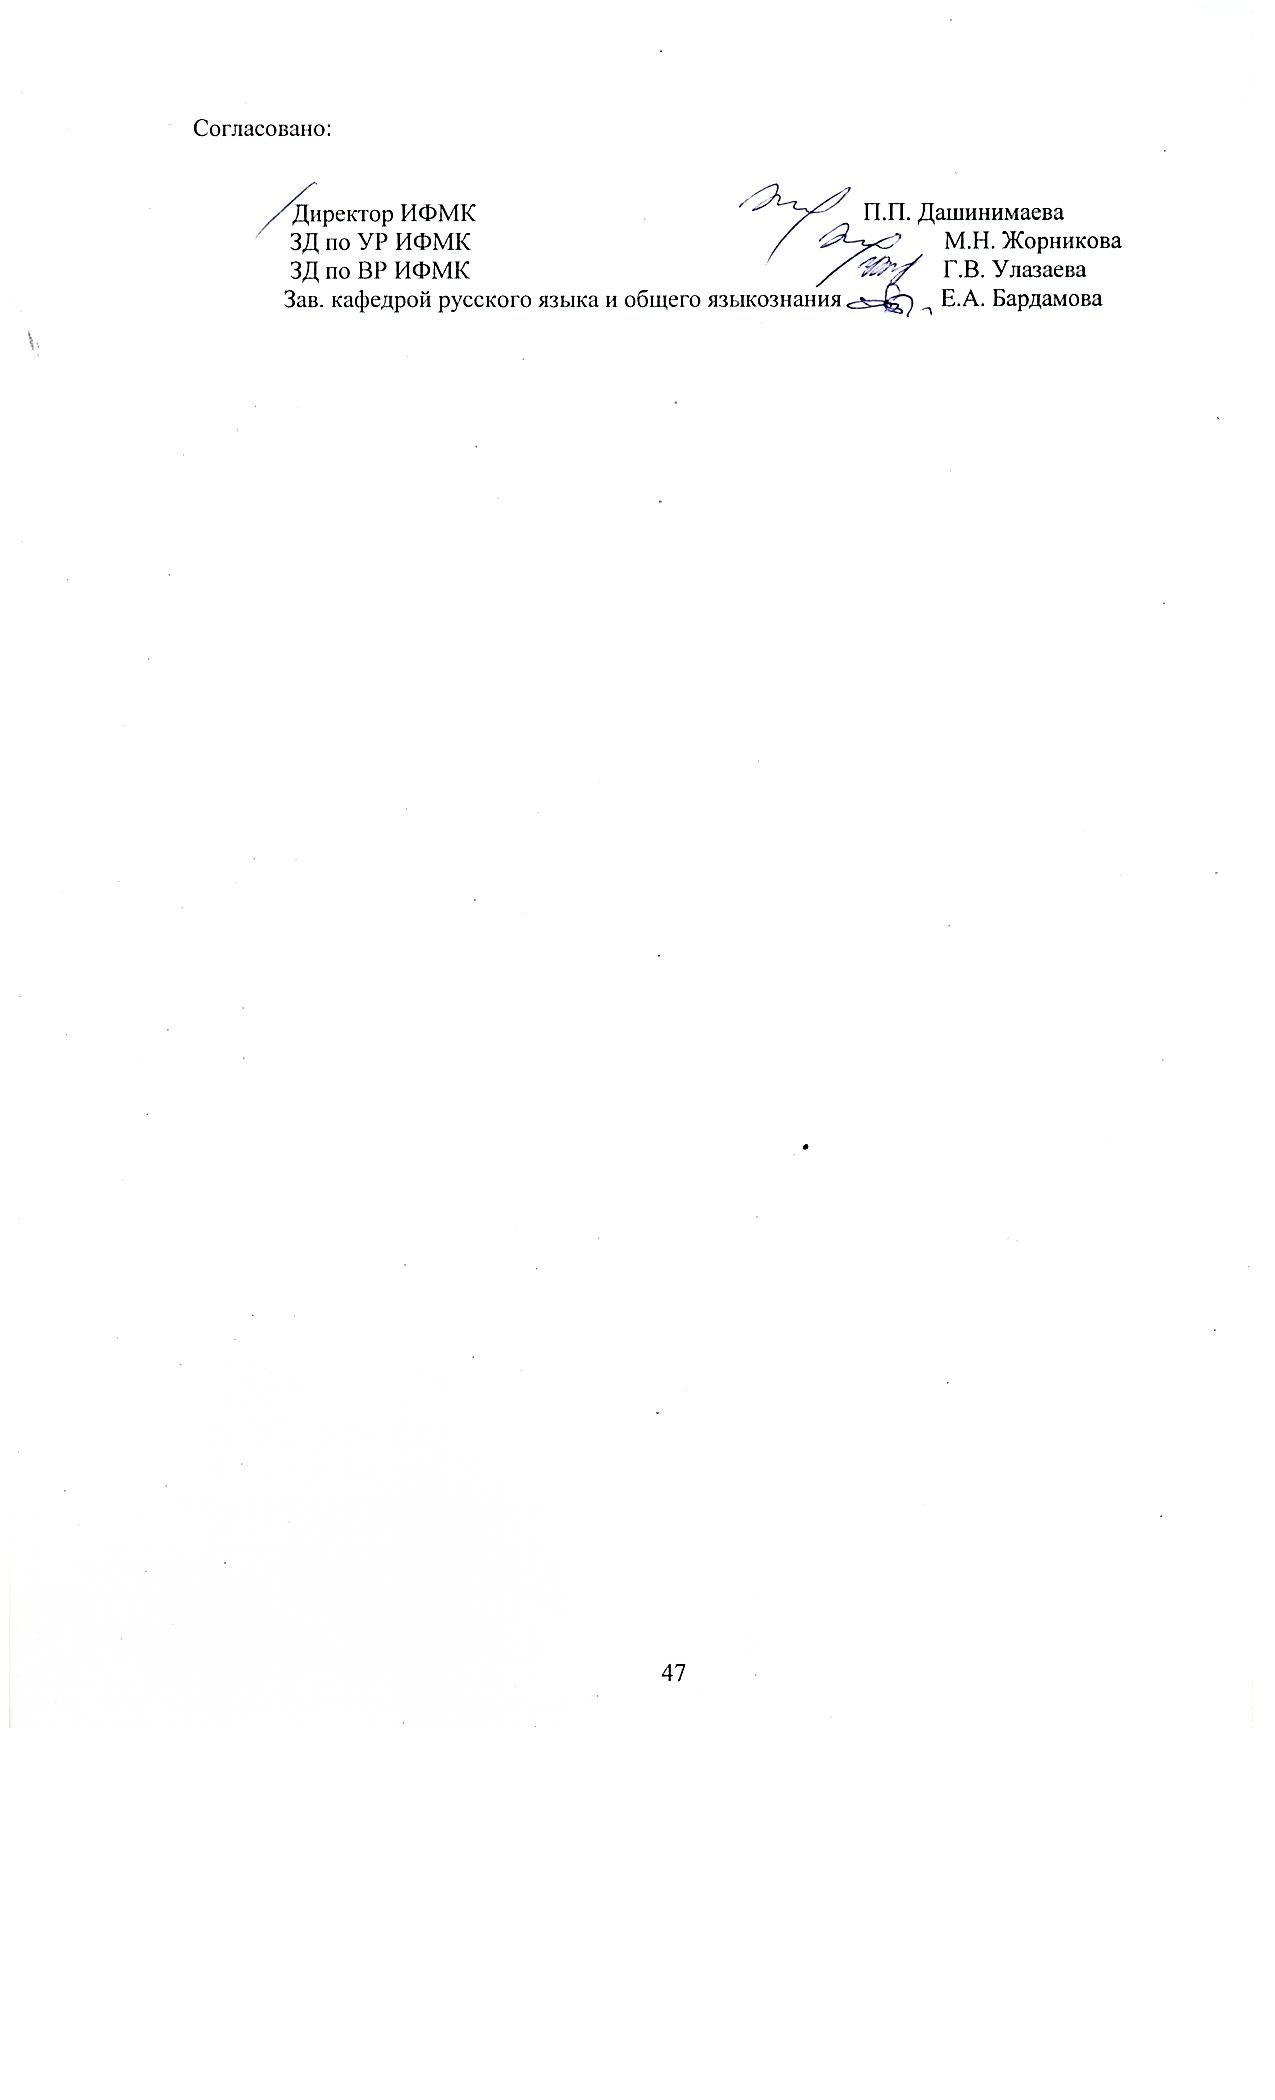 Согласовано:
Директор ИФМК П.П. Дашинимаева
ЗД по УР ИФМК М.Н. Жорникова
ЗД по ВР ИФМК Г.В. Улазаева
Зав. кафедрой русского языка и общего языкознания Е.А. Бардамова
47